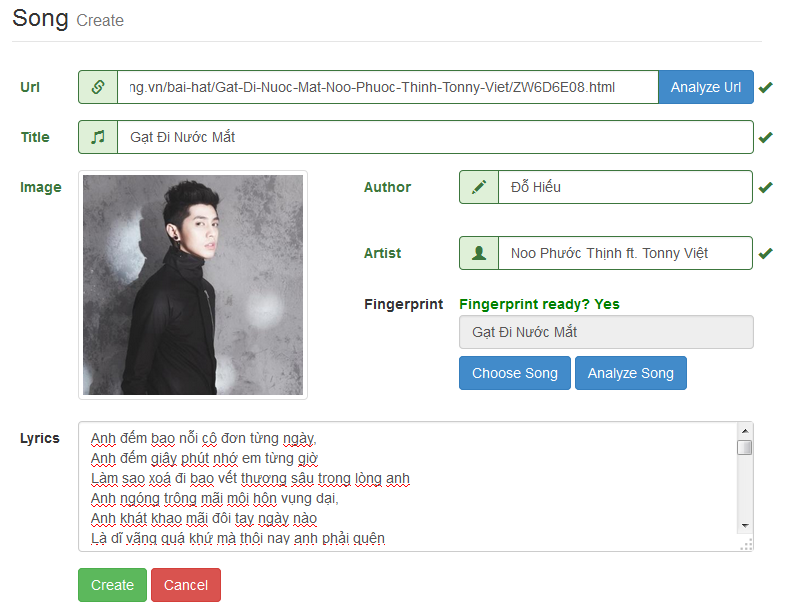 Song Create
Url
ng.vn/bai-hat/Gat-Di-Nuoc-Mat-Noo-Phuoc-Thinh-Tonny-Viet/ZW6D6E08.html
Analyze Url
Title
Gạt Đi Nước Mắt
Image
Author
Đỗ Hiếu
Artist
Noo Phước Thịnh ft. Tonny Việt
Fingerprint
Fingerprint ready? Yes
Gạt Đi Nước Mắt
Choose Song
Analyze Song
Lyrics
Anh đếm bao nỗi cô đơn từng ngày,
Anh đếm giây phút nhớ em từng giờ
Làm sao xoá đi bao vết thương sâu trong lòng anh
Anh ngóng trông mãi môi hôn vụng dại,
Anh khát khao mãi đôi tay ngày nào
Là dĩ vãng quá khứ mà thôi nay anh phải quên
Create
Cancel